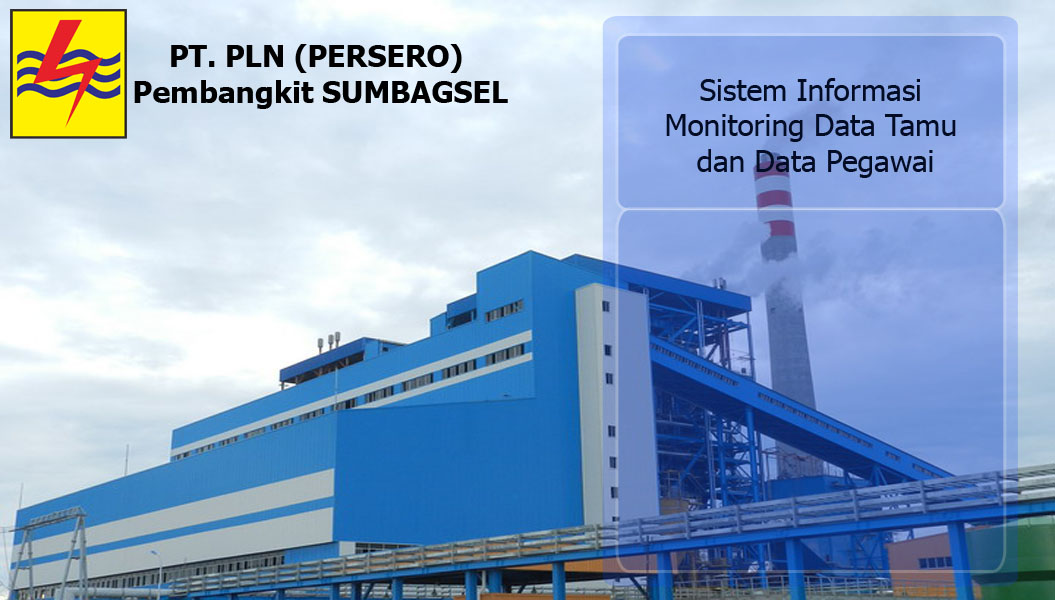 PT. PLN (PERSERO)
Pembangkit SUMBAGSEL
Sistem Informasi
Monitoring Data Tamu
dan Data Pegawai